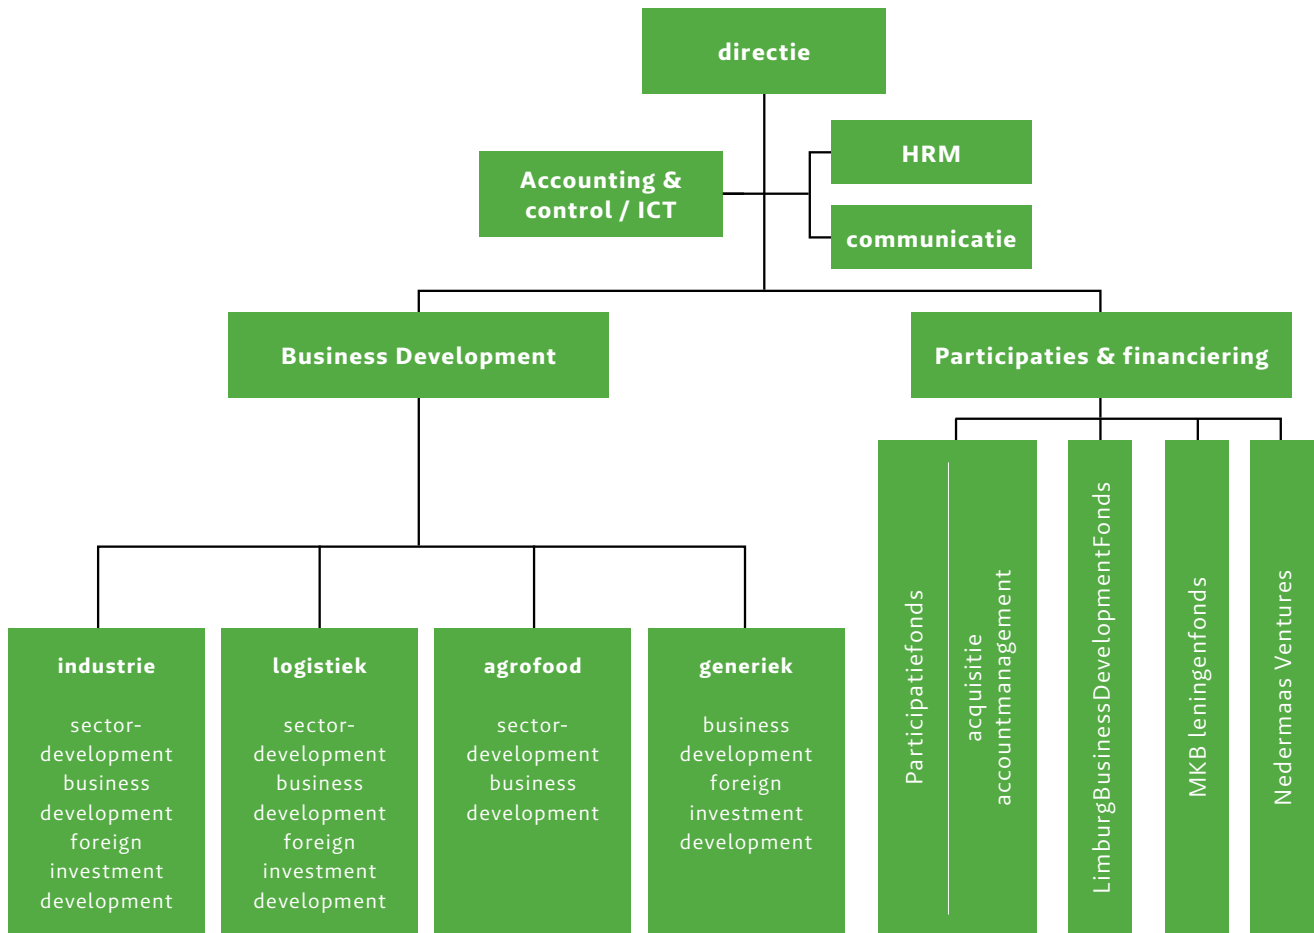 directie
HRM
Accounting &
control / ICT
communicatie
Business Development
Participaties & financiering
industrie
sector-
development
business
development
foreign
investment
development
logistiek
sector-
development
business
development
foreign
investment
development
agrofood
sector-
development
business
development
generiek
business
development
foreign
investment
development
Participatiefonds
acquisitie
accountmanagement
LimburgBusinessDevelopmentFonds
MKB leningenfonds
Nedermaas Ventures